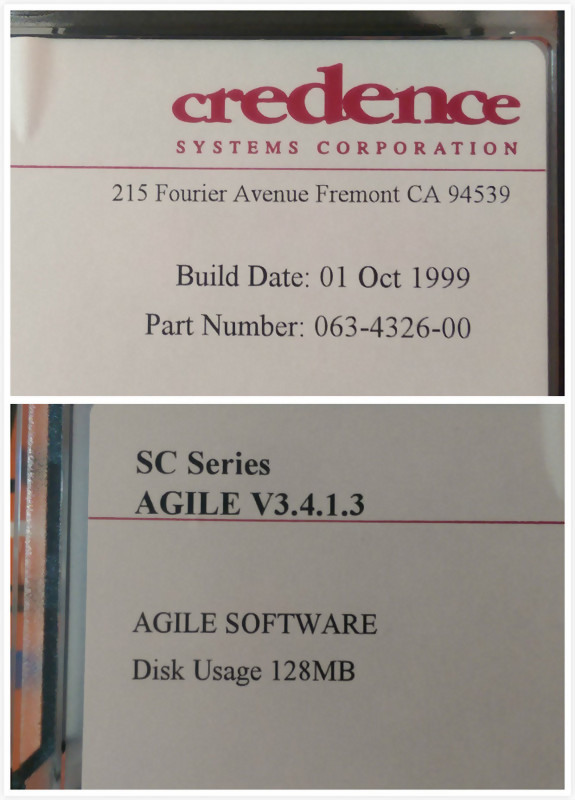 credence
SYSTEMS CORPORATION
215 Fourier Avenue Fremont CA 94539
Build Date: 01 Oct 1999
Part Number: 063-4326-00
SC Series
AGILE V3.4.1.3
AGILE SOFTWARE
Disk Usage 128MB